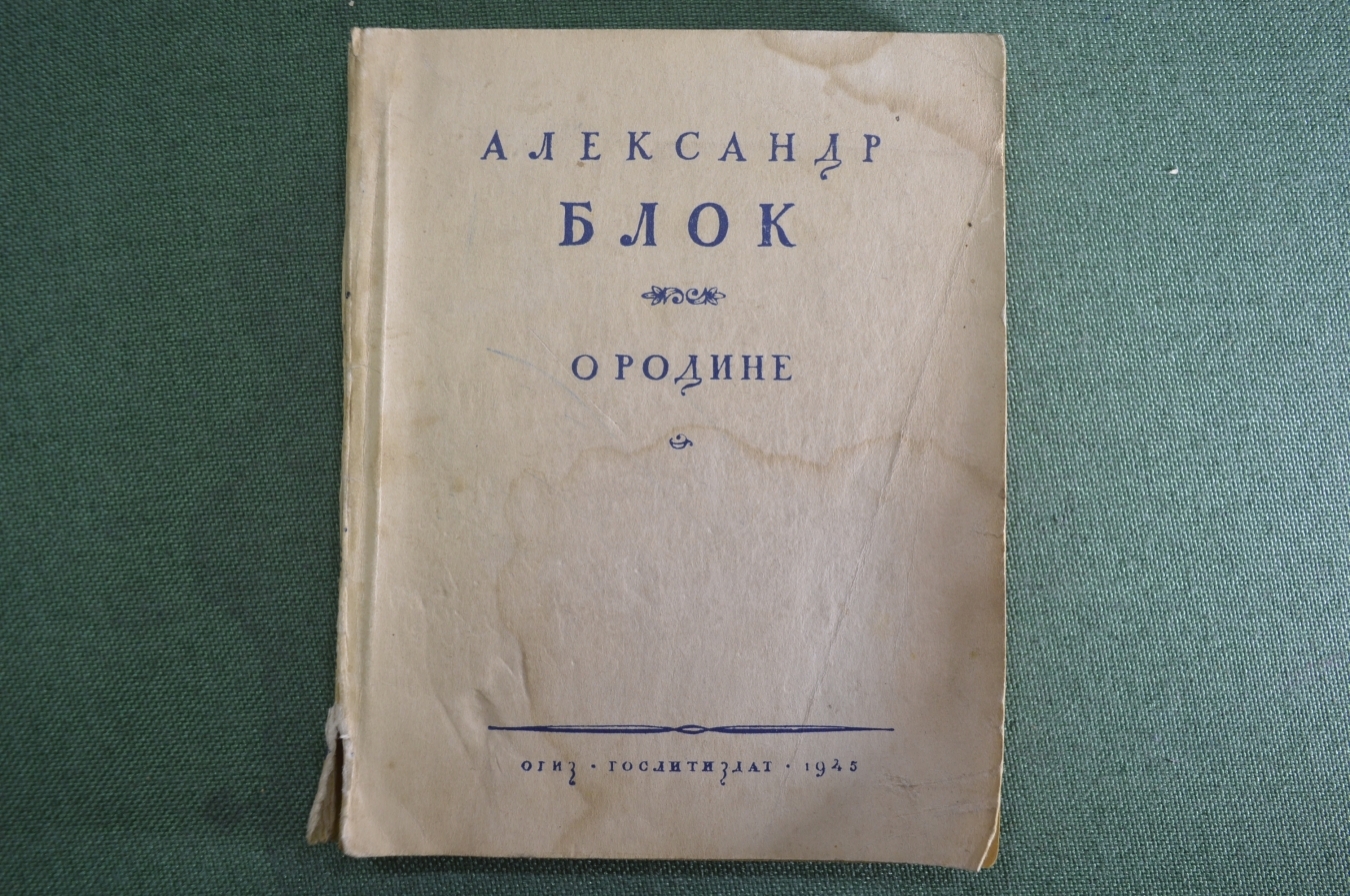 АЛЕКСАНДР
БЛОК
О РОДИНЕ
ОГИЗ · ГОСЛИТИЗДАТ · 1945